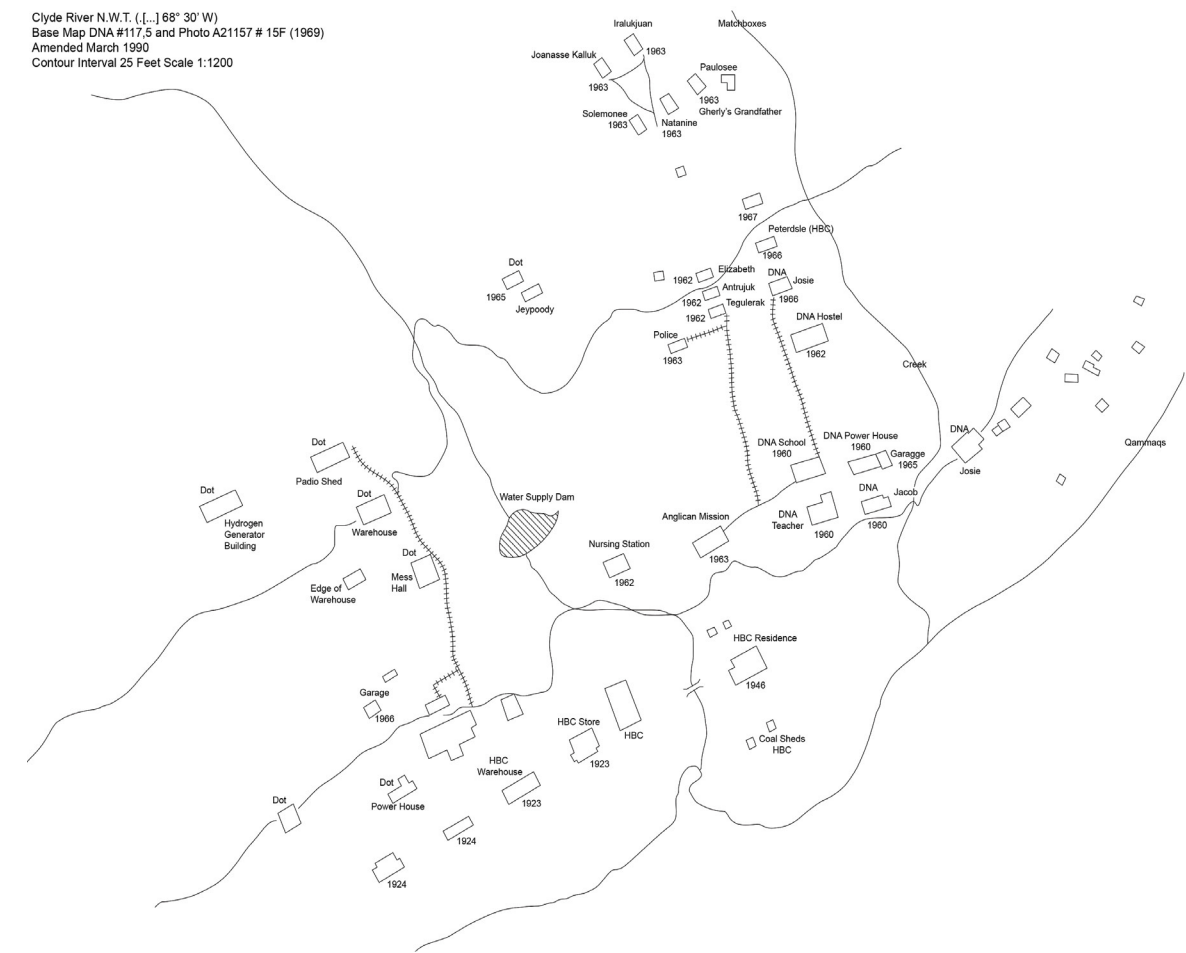 Clyde River N.W.T. (.[...] 68° 30' W)
Base Map DNA #117,5 and Photo A21157 # 15F (1969)
Amended March 1990
Contour Interval 25 Feet Scale 1:1200
Iralukjuan
1963
Matchboxes
Joanasse Kalluk
1963
Paulosee
1963
Gherly's Grandfather
Solemonee
1963
Natanine
1963
1967
Peterdsle (HBC)
1966
Dot
1965
Jeypoody
1962
Elizabeth
1962
Antrujuk
1962
Tegulerak
DNA
Josie
1966
Police
1963
DNA Hostel
1962
Creek
DNA
Josie
Qammaqs
DNA School
1960
DNA Power House
1960
Garagge
1965
DNA
Jacob
1960
DNA
Teacher
1960
Dot
Padio Shed
Dot
Hydrogen
Generator
Building
Dot
Warehouse
Dot
Mess
Hall
Edge of
Warehouse
Water Supply Dam
Anglican Mission
1963
Nursing Station
1962
HBC Residence
1946
Garage
1966
HBC Store
1923
HBC
Coal Sheds
HBC
HBC
Warehouse
1923
Dot
Power House
Dot
1924
1924